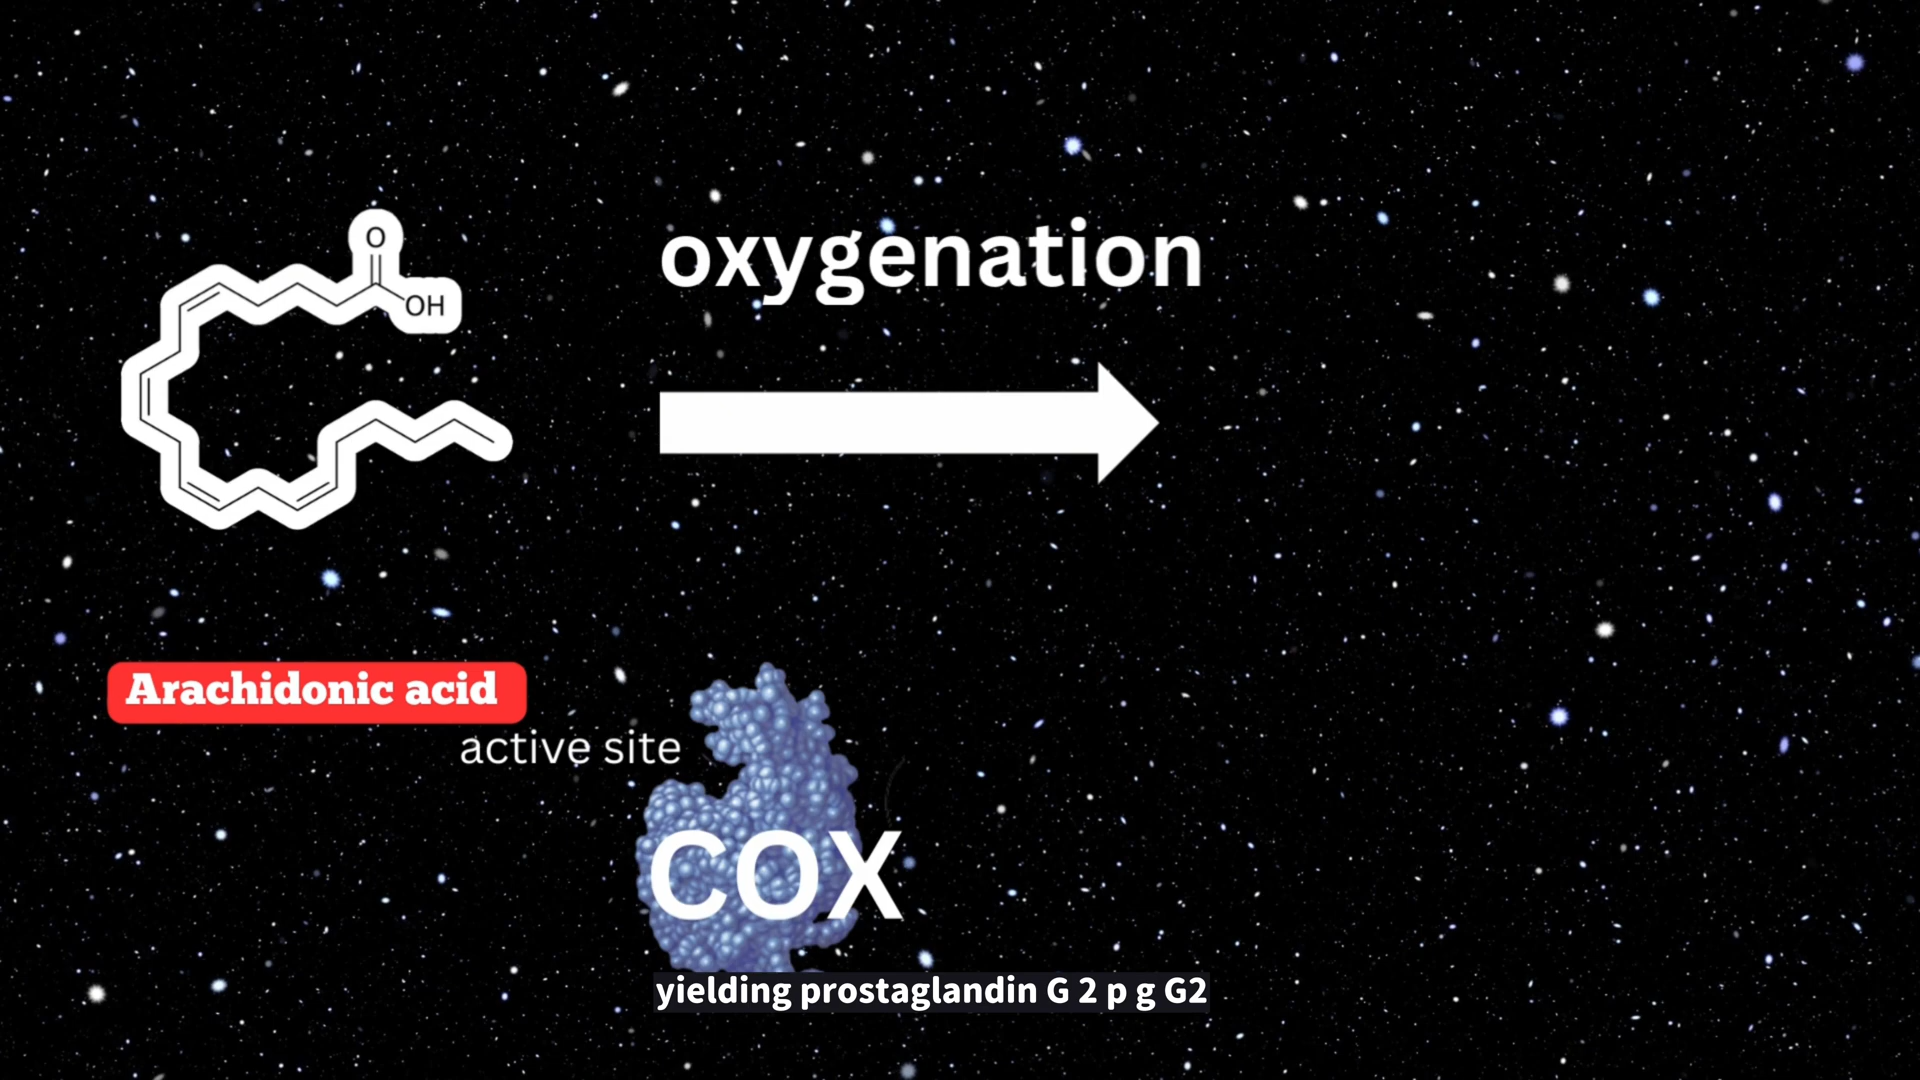 O
OH
oxygenation
Arachidonic acid
active site
COX
yielding prostaglandin G 2 p g G2